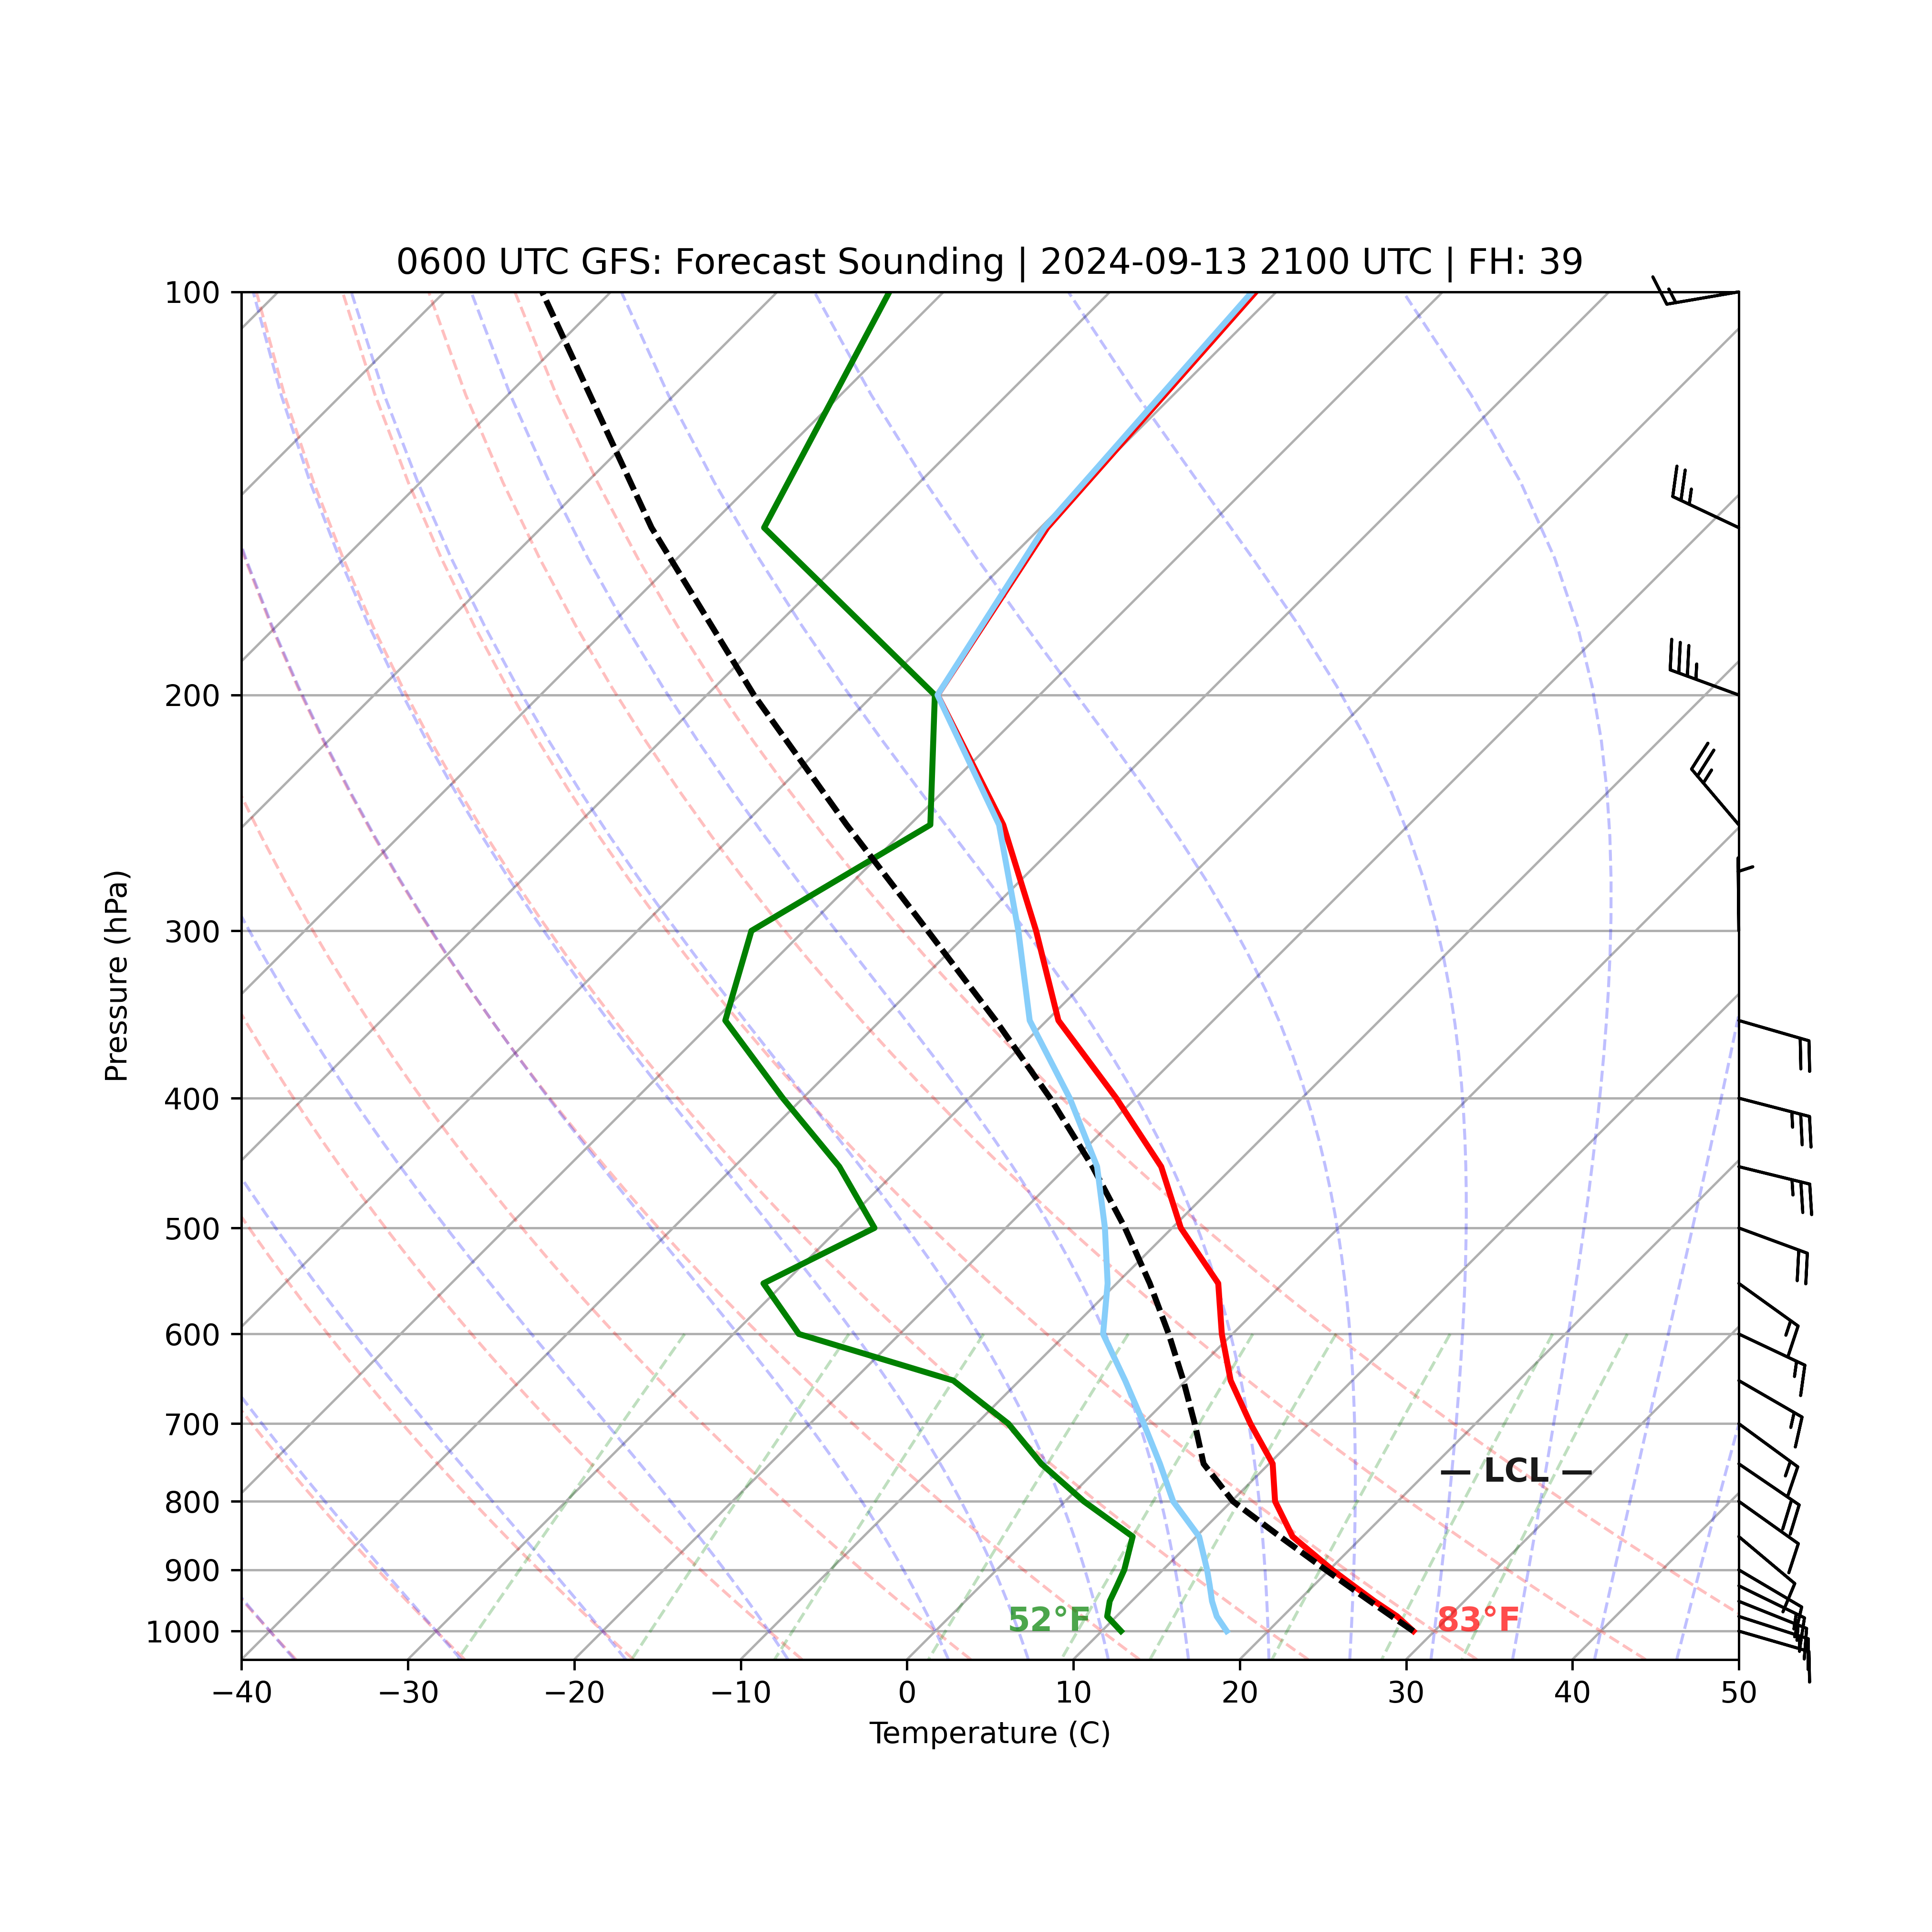 0600 UTC GFS: Forecast Sounding | 2024-09-13 2100 UTC | FH: 39
100
200
300
400
500
600
700
800
900
1000
Pressure (hPa)
— LCL —
52°F
83°F
−40 −30 −20 −10 0 10 20 30 40 50
Temperature (C)